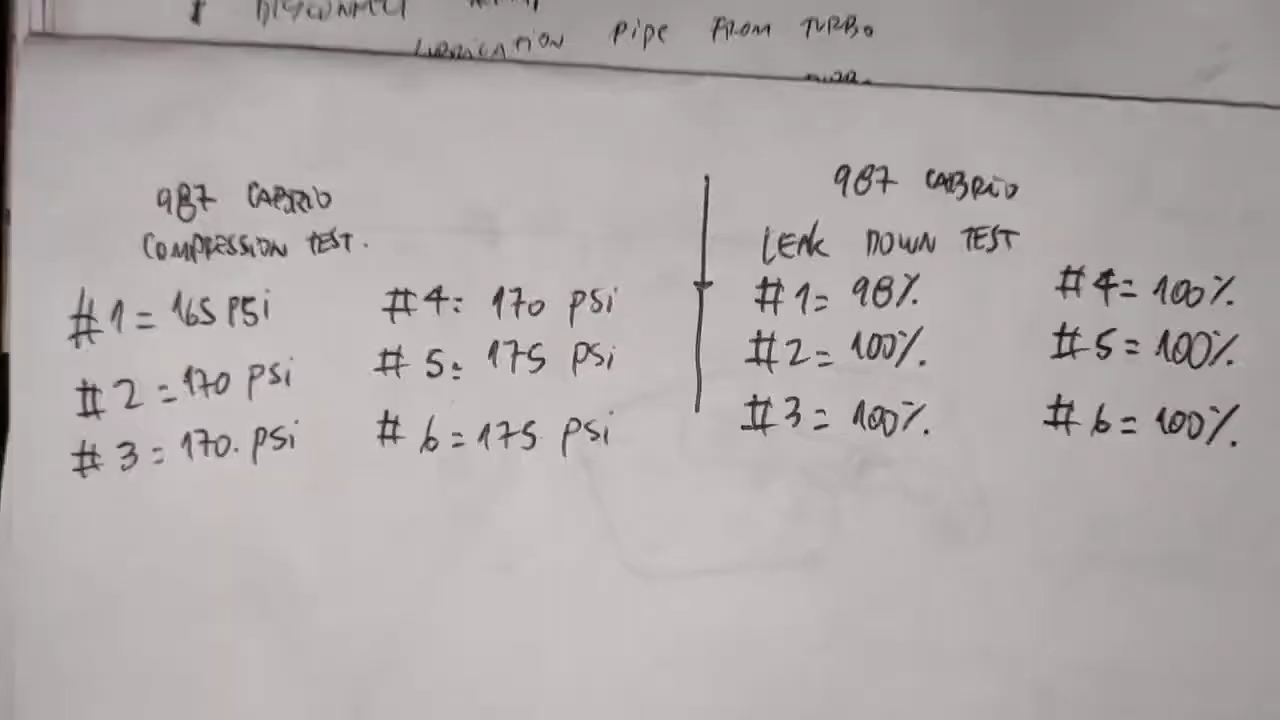 DISCONNECT
LUBRICATION PIPE FROM TURBO
987 CABRIO
COMPRESSION TEST.
#1 = 165 PSi
#2 = 170 PSi
#3 = 170. PSi
#4: 170 PSi
#5: 175 PSi
#6 = 175 PSi
987 CABRiO
LEAK DOWN TEST
#1 = 98%.
#2 = 100%.
#3 = 100%.
#4 = 100%.
#5 = 100%.
#6 = 100%.